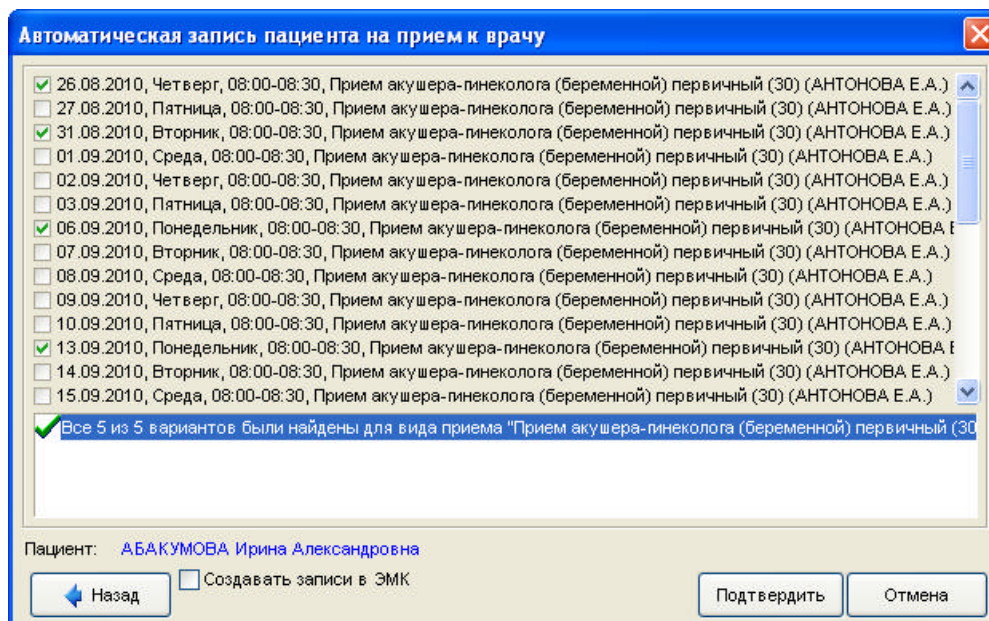 Автоматическая запись пациента на прием к врачу
26.08.2010, Четверг, 08:00-08:30, Прием акушера-гинеколога (беременной) первичный (30) (АНТОНОВА Е.А.)
27.08.2010, Пятница, 08:00-08:30, Прием акушера-гинеколога (беременной) первичный (30) (АНТОНОВА Е.А.)
31.08.2010, Вторник, 08:00-08:30, Прием акушера-гинеколога (беременной) первичный (30) (АНТОНОВА Е.А.)
01.09.2010, Среда, 08:00-08:30, Прием акушера-гинеколога (беременной) первичный (30) (АНТОНОВА Е.А.)
02.09.2010, Четверг, 08:00-08:30, Прием акушера-гинеколога (беременной) первичный (30) (АНТОНОВА Е.А.)
03.09.2010, Пятница, 08:00-08:30, Прием акушера-гинеколога (беременной) первичный (30) (АНТОНОВА Е.А.)
06.09.2010, Понедельник, 08:00-08:30, Прием акушера-гинеколога (беременной) первичный (30) (АНТОНОВА Е
07.09.2010, Вторник, 08:00-08:30, Прием акушера-гинеколога (беременной) первичный (30) (АНТОНОВА Е.А.)
08.09.2010, Среда, 08:00-08:30, Прием акушера-гинеколога (беременной) первичный (30) (АНТОНОВА Е.А.)
09.09.2010, Четверг, 08:00-08:30, Прием акушера-гинеколога (беременной) первичный (30) (АНТОНОВА Е.А.)
10.09.2010, Пятница, 08:00-08:30, Прием акушера-гинеколога (беременной) первичный (30) (АНТОНОВА Е.А.)
13.09.2010, Понедельник, 08:00-08:30, Прием акушера-гинеколога (беременной) первичный (30) (АНТОНОВА Е
14.09.2010, Вторник, 08:00-08:30, Прием акушера-гинеколога (беременной) первичный (30) (АНТОНОВА Е.А.)
15.09.2010, Среда, 08:00-08:30, Прием акушера-гинеколога (беременной) первичный (30) (АНТОНОВА Е.А.)
Все 5 из 5 вариантов были найдены для вида приема "Прием акушера-гинеколога (беременной) первичный (30
Пациент: АБАКУМОВА Ирина Александровна
Создавать записи в ЭМК
Назад
Подтвердить
Отмена